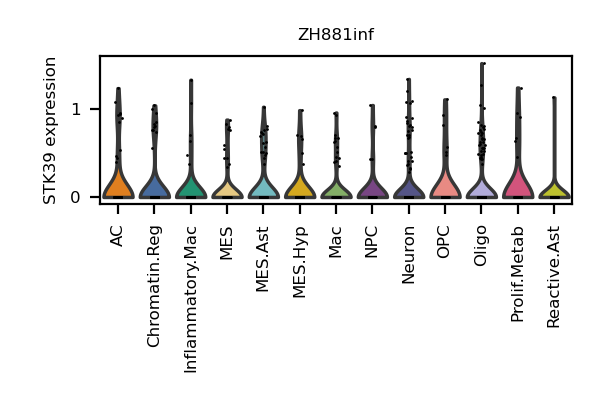 ZH881inf
STK39 expression
1
0
AC
Chromatin.Reg
Inflammatory.Mac
MES
MES.Ast
MES.Hyp
Mac
NPC
Neuron
OPC
Oligo
Prolif.Metab
Reactive.Ast